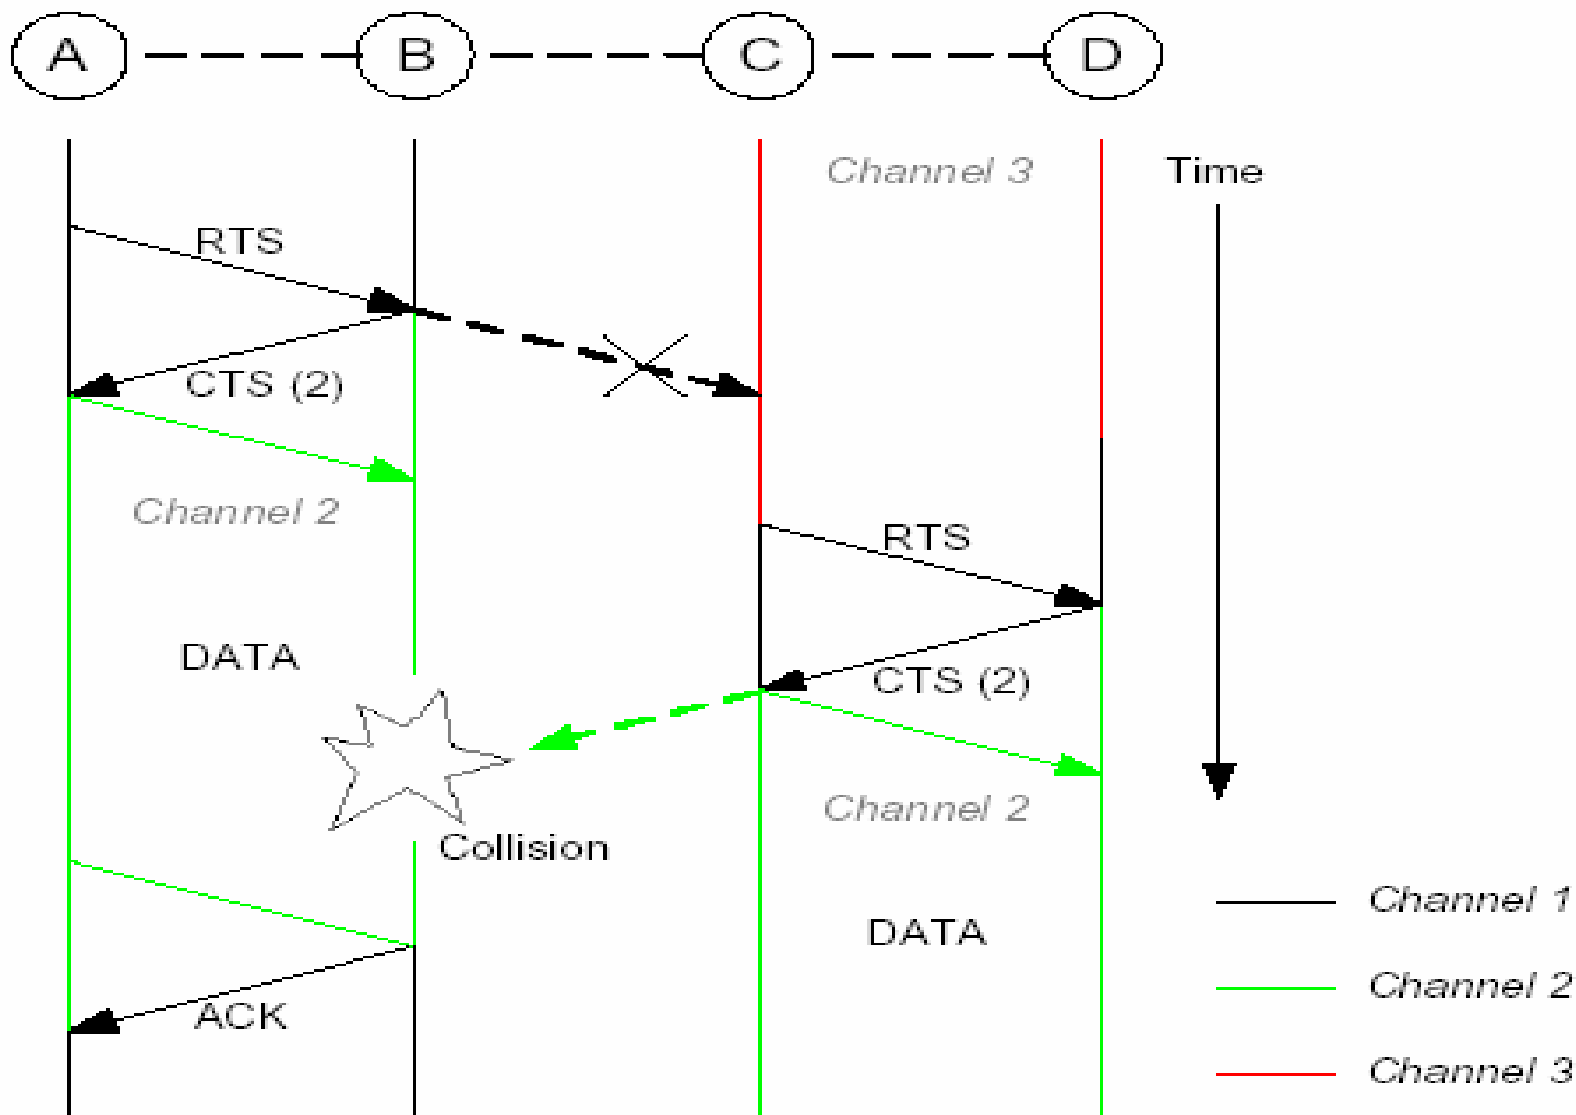 A
B
C
D
Channel 3
Time
RTS
CTS (2)
Channel 2
RTS
DATA
CTS (2)
Channel 2
Collision
Channel 1
DATA
Channel 2
ACK
Channel 3